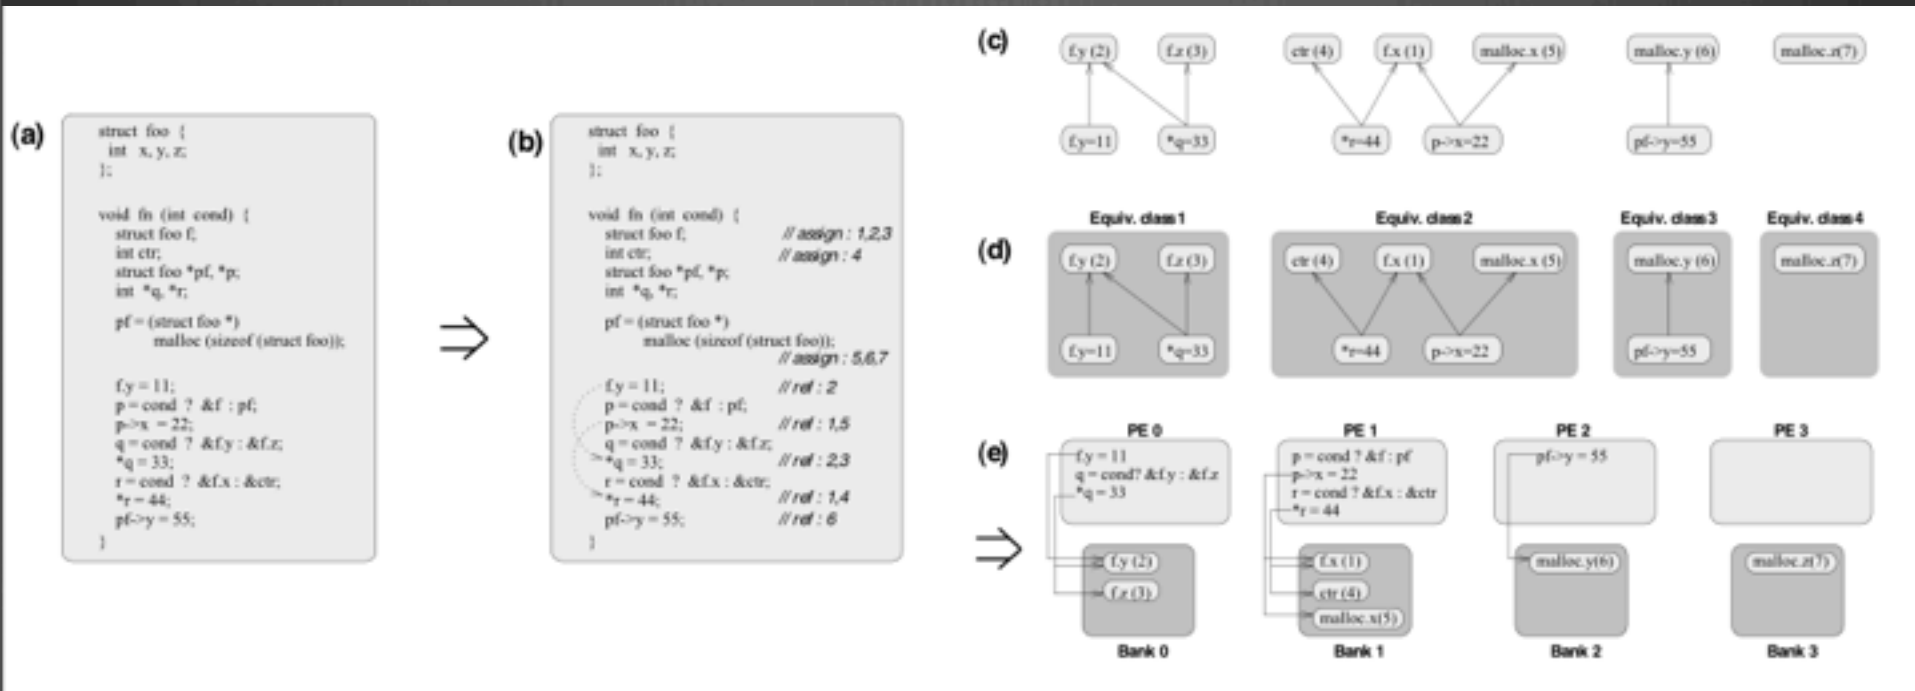 (a)
struct foo {
int x, y, z;
};
void fn (int cond) {
struct foo f;
int ctr;
struct foo *pf, *p;
int *q, *r;
pf = (struct foo *)
malloc (sizeof (struct foo));
f.y = 11;
p = cond ? &f : pf;
p->x = 22;
q = cond ? &f.y : &f.z;
*q = 33;
r = cond ? &f.x : &ctr;
*r = 44;
pf->y = 55;
}
(b)
struct foo {
int x, y, z;
};
void fn (int cond) {
struct foo f; // assign : 1,2,3
int ctr; // assign : 4
struct foo *pf, *p;
int *q, *r;
pf = (struct foo *)
malloc (sizeof (struct foo));
// assign : 5,6,7
f.y = 11; // ref : 2
p = cond ? &f : pf;
p->x = 22; // ref : 1,5
q = cond ? &f.y : &f.z;
*q = 33; // ref : 2,3
r = cond ? &f.x : &ctr;
*r = 44; // ref : 1,4
pf->y = 55; // ref : 6
}
(c)
f.y (2) f.z (3) ctr (4) f.x (1) malloc.x (5) malloc.y (6) malloc.z(7)
f.y=11 *q=33 *r=44 p->x=22 pf->y=55
Equiv. class1 Equiv. class2 Equiv. class3 Equiv. class4
(d)
f.y (2) f.z (3) ctr (4) f.x (1) malloc.x (5) malloc.y (6) malloc.z(7)
f.y=11 *q=33 *r=44 p->x=22 pf->y=55
(e)
PE 0
f.y = 11
q = cond? &f.y : &f.z
*q = 33
f.y (2)
f.z (3)
Bank 0
PE 1
p = cond ? &f : pf
p->x = 22
r = cond ? &f.x : &ctr
*r = 44
f.x (1)
ctr (4)
malloc.x(5)
Bank 1
PE 2
pf->y = 55
malloc.y(6)
Bank 2
PE 3
malloc.z(7)
Bank 3